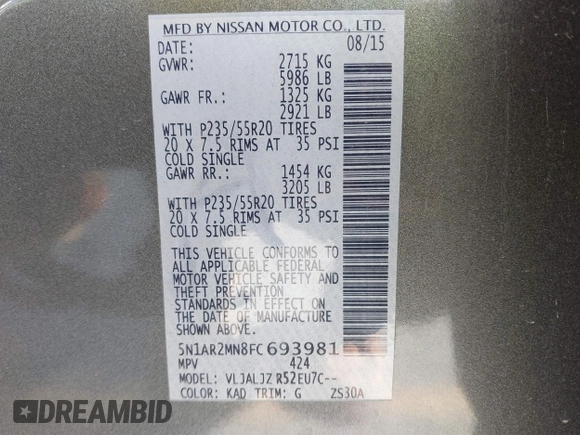 MFD BY NISSAN MOTOR CO., LTD.
DATE: 08/15
GVWR: 2715 KG
5986 LB
GAWR FR.: 1325 KG
2921 LB
WITH P235/55R20 TIRES
20 X 7.5 RIMS AT 35 PSI
COLD SINGLE
GAWR RR.: 1454 KG
3205 LB
WITH P235/55R20 TIRES
20 X 7.5 RIMS AT 35 PSI
COLD SINGLE
THIS VEHICLE CONFORMS TO
ALL APPLICABLE FEDERAL
MOTOR VEHICLE SAFETY AND
THEFT PREVENTION
STANDARDS IN EFFECT ON
THE DATE OF MANUFACTURE
SHOWN ABOVE.
5N1AR2MN8FC693981
MPV 424
MODEL: VLJALJZ R52EU7C--
COLOR: KAD TRIM: G ZS30A
DREAMBID